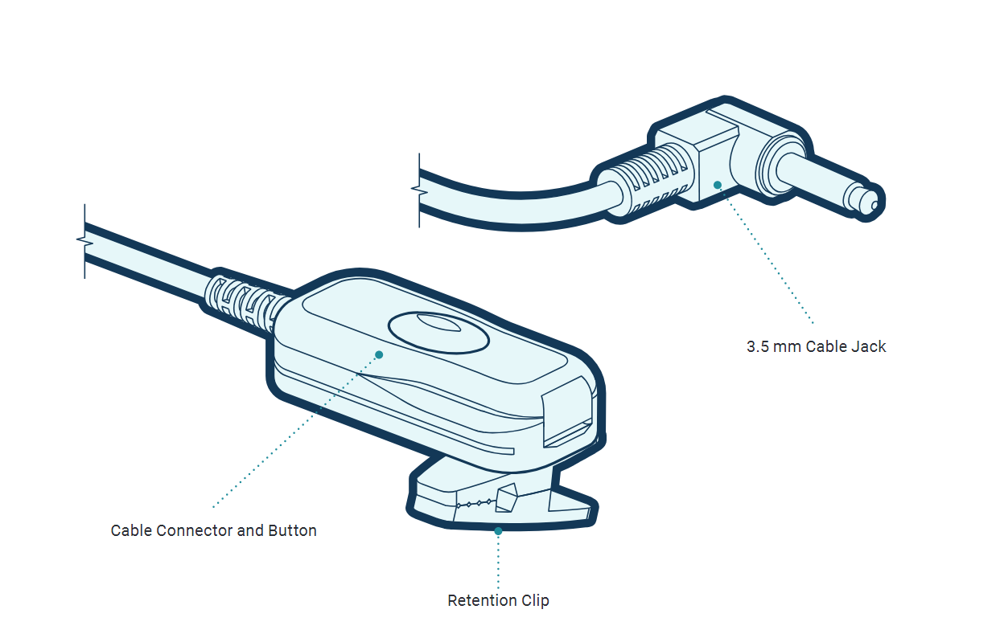 3.5 mm Cable Jack
Cable Connector and Button
Retention Clip